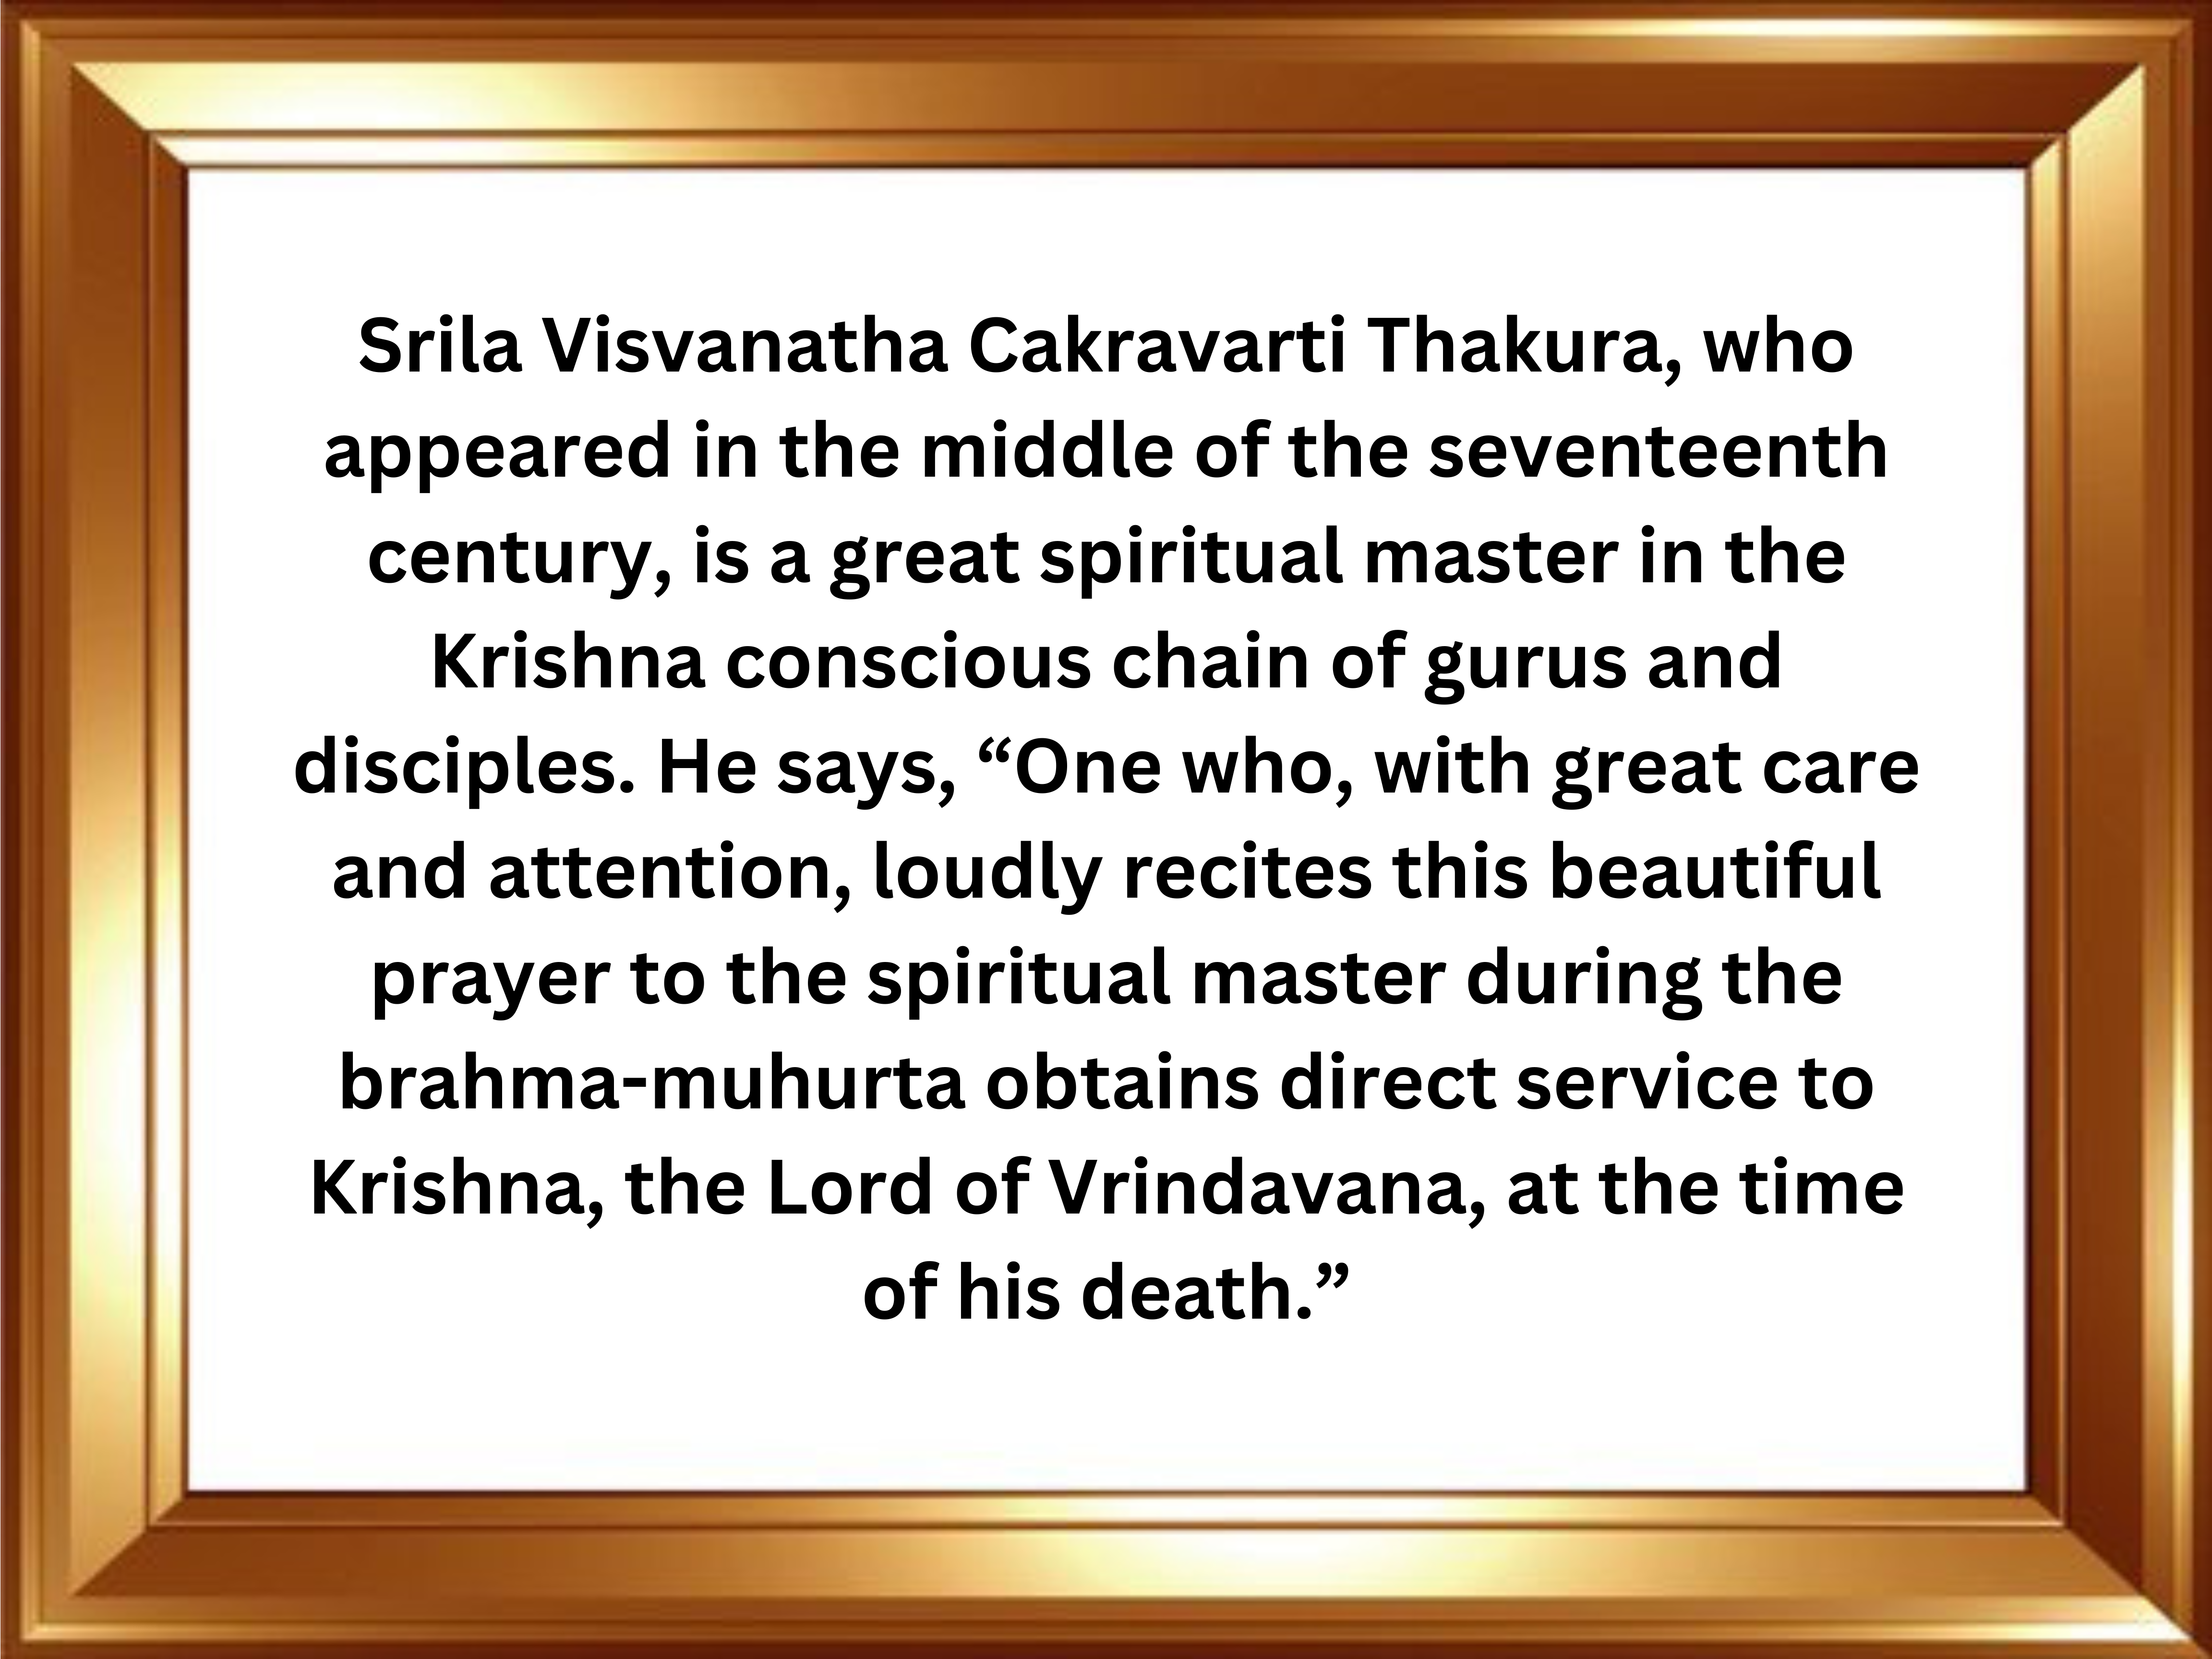 Srila Visvanatha Cakravarti Thakura, who
appeared in the middle of the seventeenth
century, is a great spiritual master in the
Krishna conscious chain of gurus and
disciples. He says, “One who, with great care
and attention, loudly recites this beautiful
prayer to the spiritual master during the
brahma-muhurta obtains direct service to
Krishna, the Lord of Vrindavana, at the time
of his death.”